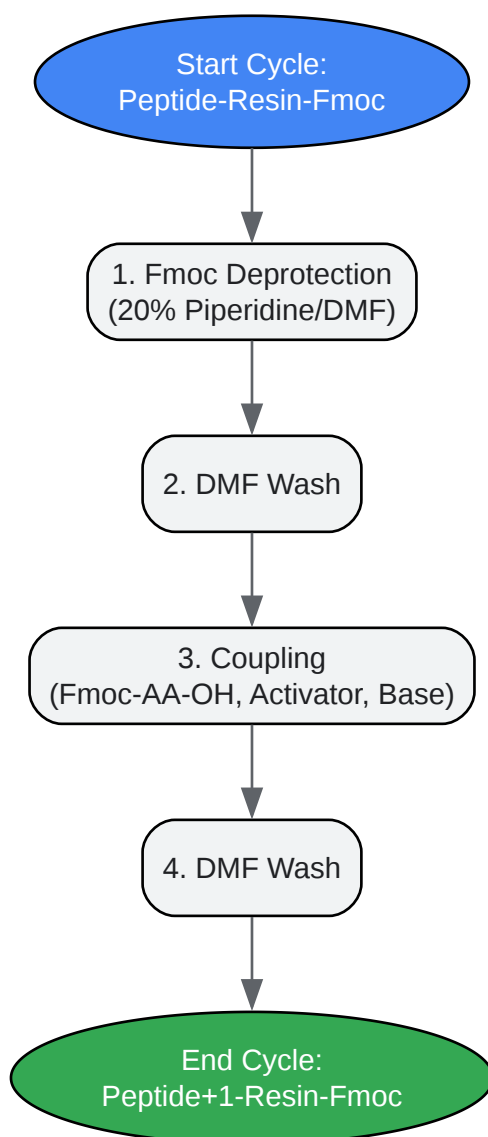 Start Cycle:
Peptide-Resin-Fmoc
1. Fmoc Deprotection
(20% Piperidine/DMF)
2. DMF Wash
3. Coupling
(Fmoc-AA-OH, Activator, Base)
4. DMF Wash
End Cycle:
Peptide+1-Resin-Fmoc